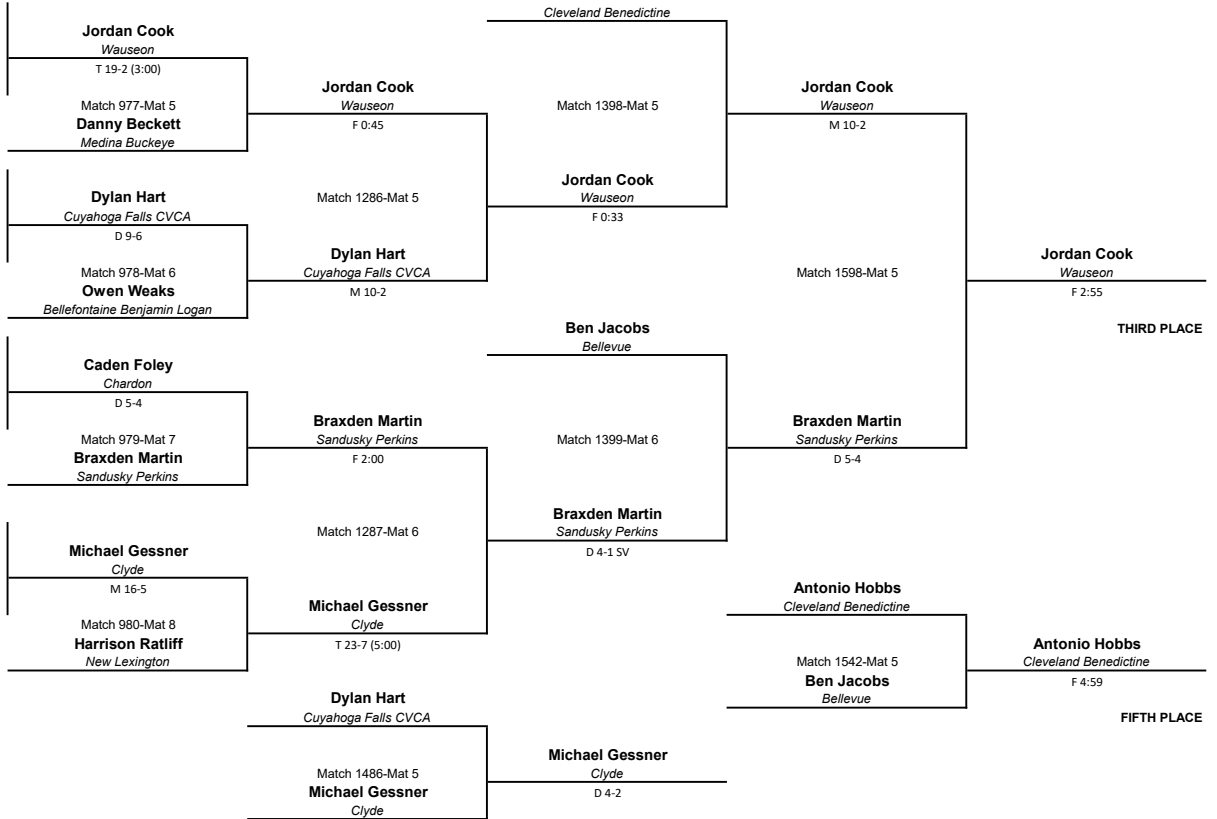 Jordan Cook
Wauseon
T 19-2 (3:00)
Match 977-Mat 5
Danny Beckett
Medina Buckeye
Dylan Hart
Cuyahoga Falls CVCA
D 9-6
Match 978-Mat 6
Owen Weaks
Bellefontaine Benjamin Logan
Caden Foley
Chardon
D 5-4
Match 979-Mat 7
Braxden Martin
Sandusky Perkins
Michael Gessner
Clyde
M 16-5
Match 980-Mat 8
Harrison Ratliff
New Lexington
Jordan Cook
Wauseon
F 0:45
Match 1286-Mat 5
Dylan Hart
Cuyahoga Falls CVCA
M 10-2
Braxden Martin
Sandusky Perkins
F 2:00
Match 1287-Mat 6
Michael Gessner
Clyde
T 23-7 (5:00)
Dylan Hart
Cuyahoga Falls CVCA
Match 1486-Mat 5
Michael Gessner
Clyde
Cleveland Benedictine
Match 1398-Mat 5
Jordan Cook
Wauseon
F 0:33
Ben Jacobs
Bellevue
Match 1399-Mat 6
Braxden Martin
Sandusky Perkins
D 4-1 SV
Michael Gessner
Clyde
D 4-2
Jordan Cook
Wauseon
M 10-2
Match 1598-Mat 5
Braxden Martin
Sandusky Perkins
D 5-4
Antonio Hobbs
Cleveland Benedictine
Match 1542-Mat 5
Ben Jacobs
Bellevue
Jordan Cook
Wauseon
F 2:55
THIRD PLACE
Antonio Hobbs
Cleveland Benedictine
F 4:59
FIFTH PLACE